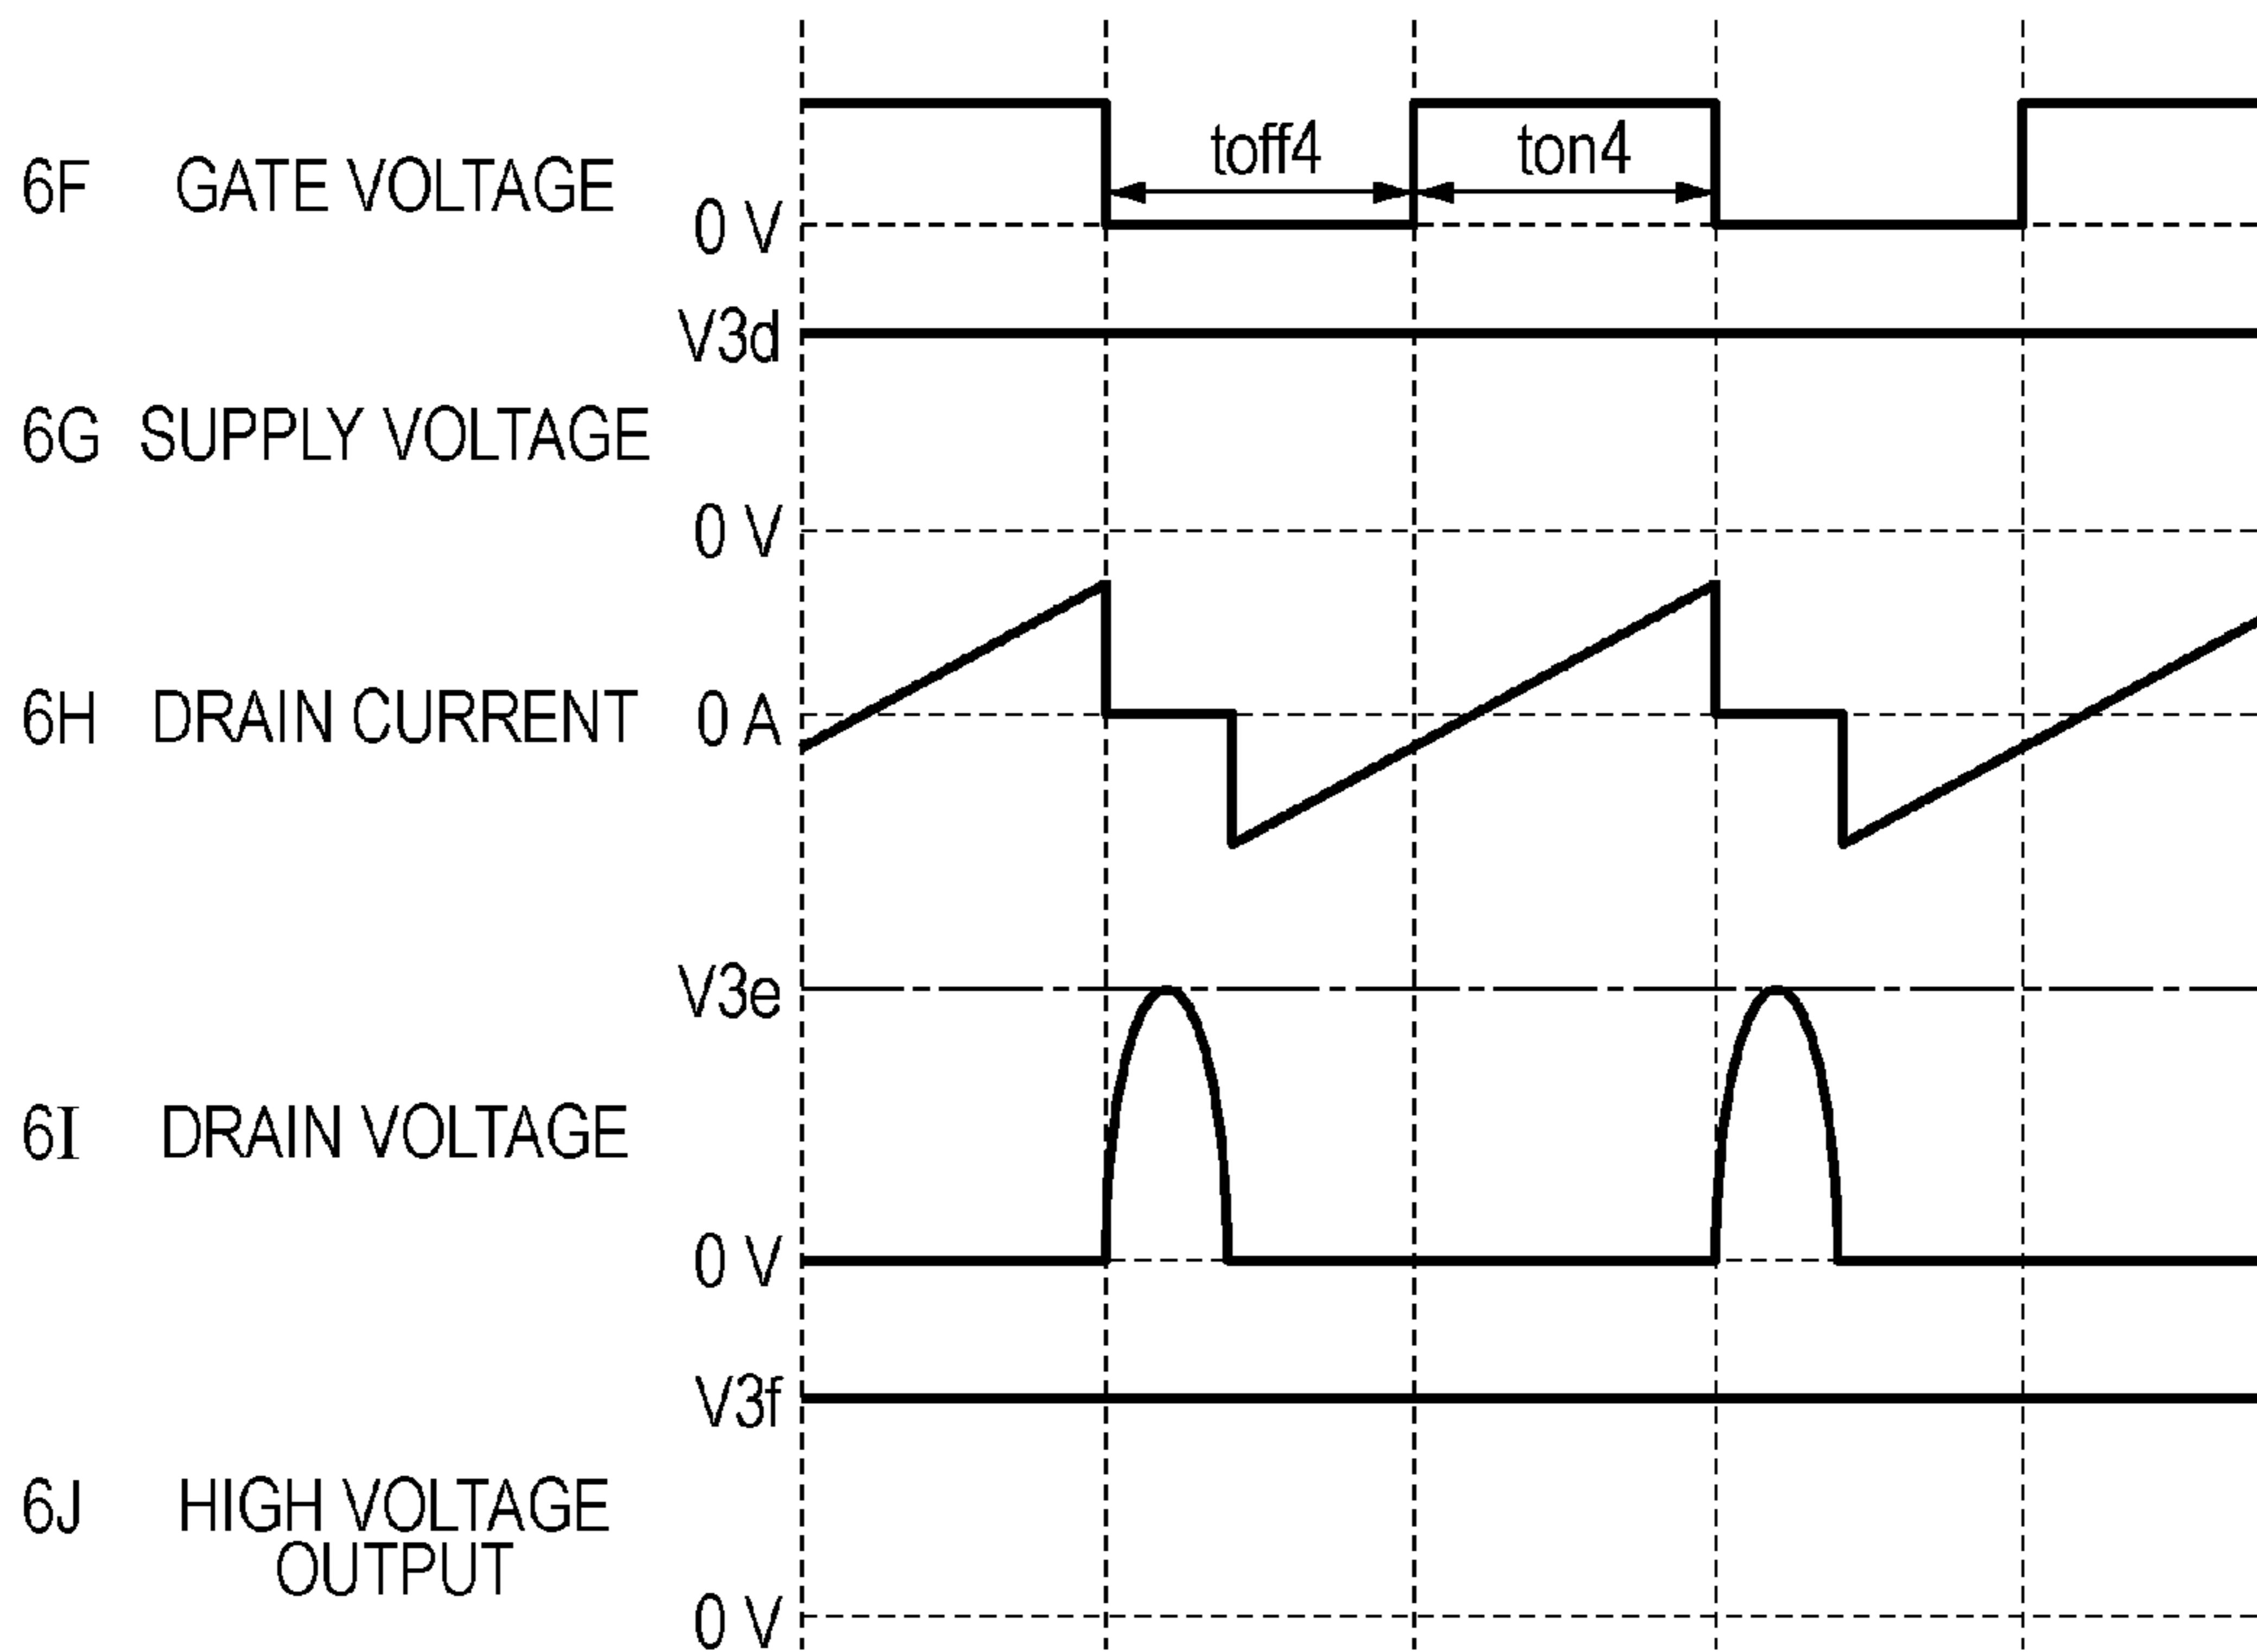 toff4 ton4
6F GATE VOLTAGE
0 V
V3d
6G SUPPLY VOLTAGE
0 V
6H DRAIN CURRENT 0 A
V3e
6I DRAIN VOLTAGE
0 V
V3f
6J HIGH VOLTAGE
OUTPUT
0 V